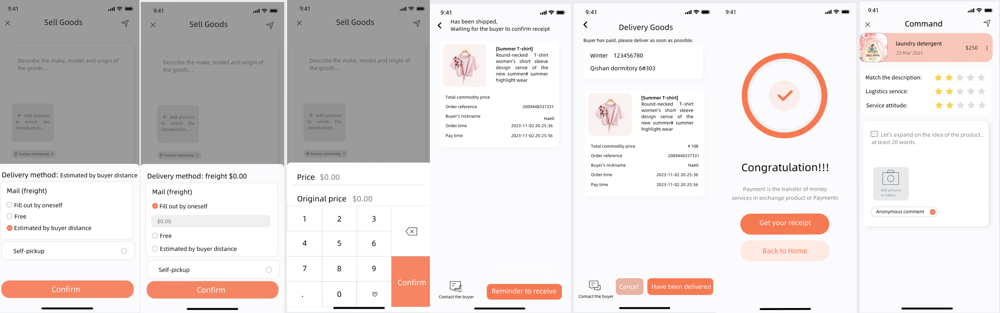 9:41
Sell Goods
Describe the make, model and origin of
the goods...
+ Add pictures
to enrich the
introduction...
Fuzhou University >
Delivery method: Estimated by buyer distance
Mail (freight)
Fill out by oneself
Free
Estimated by buyer distance
Self-pickup
Confirm
9:41
Sell Goods
Describe the make, model and origin of
the goods...
+ Add pictures
to enrich the
introduction...
Fuzhou University >
Delivery method: freight $0.00
Mail (freight)
Fill out by oneself
$0.00
Free
Estimated by buyer distance
Self-pickup
Confirm
9:41
Sell Goods
Describe the make, model and origin of
the goods...
+ Add pictures
to enrich the
introduction...
Fuzhou University >
Price $0.00
Original price $0.00
1 2 3
4 5 6
7 8 9
Confirm
. 0
9:41
Has been shipped,
Waiting for the buyer to confirm receipt
[Summer T-shirt]
Round-necked T-shirt
women's short sleeve
design sense of the
new summer# summer
highlight wear
Total commodity price
Order reference 2009448337331
Buyer's nickname Hae0
Order time 2023-11-02 20:25:36
Pay time 2023-11-02 20:25:56
Extended receipt
Contact the buyer
Reminder to receive
9:41
Delivery Goods
Buyer has paid, please deliver as soon as possible.
Winter 123456780
Qishan dormitory 6#303
[Summer T-shirt]
Round-necked T-shirt
women's short sleeve
design sense of the
new summer# summer
highlight wear
Total commodity price ¥ 108
Order reference 2009448337331
Buyer's nickname Hae0
Order time 2023-11-02 20:25:36
Pay time 2023-11-02 20:25:56
Contact the buyer
Cancel
Have been delivered
9:41
Congratulation!!!
Payment is the transfer of money
services in exchange product or Payments
Get your receipt
Back to Home
9:41
Command
laundry detergent
23 Mar'2021
$250
立白大师香氛
Match the description:
Logistics service:
Service attitude:
Let's expand on the idea of the product ,
at least 20 words.
Add pictures
or videos
Anonymous comment